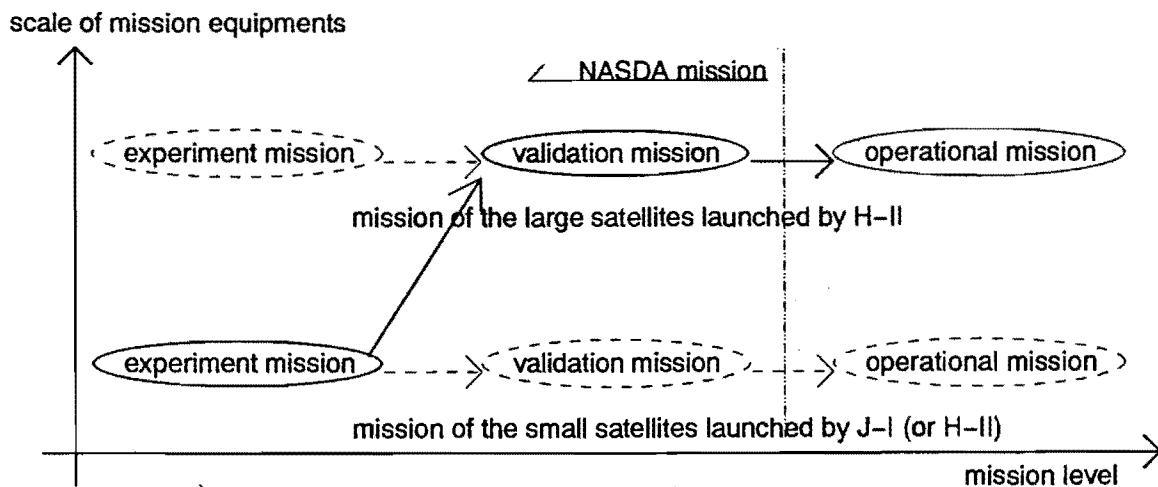 scale of mission equipments
NASDA mission
experiment mission validation mission operational mission
mission of the large satellites launched by H-II
experiment mission validation mission operational mission
mission of the small satellites launched by J-I (or H-II)
mission level